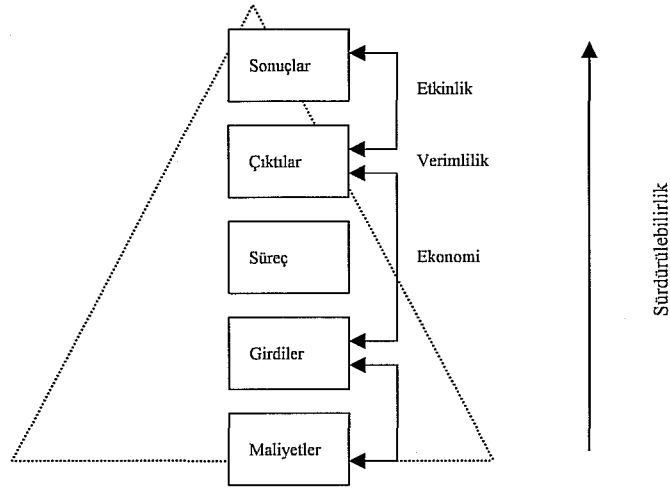 Sonuçlar
Etkinlik
Çıktılar
Verimlilik
Süreç
Ekonomi
Girdiler
Maliyetler
Sürdürülebilirlik